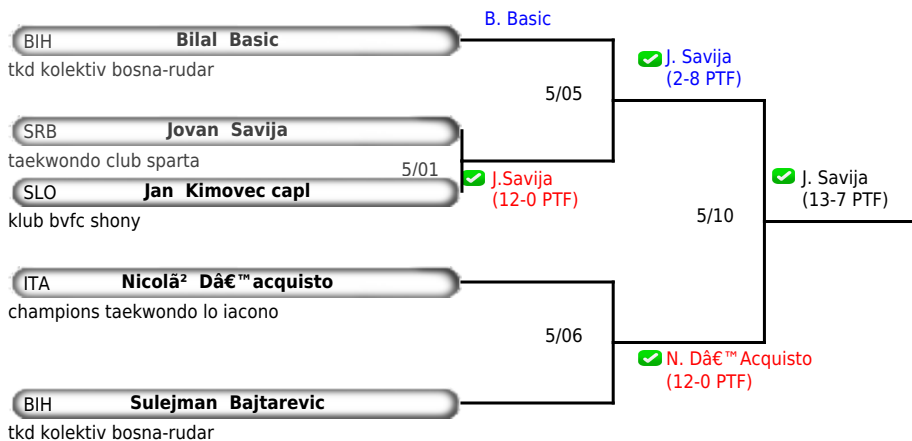 B. Basic
BIH Bilal Basic
tkd kolektiv bosna-rudar
J. Savija
(2-8 PTF)
5/05
SRB Jovan Savija
taekwondo club sparta
5/01
J.Savija
(12-0 PTF)
J. Savija
(13-7 PTF)
SLO Jan Kimovec capl
klub bvfc shony
5/10
ITA Nicolã² Dâ€™acquisto
champions taekwondo lo iacono
5/06
N. Dâ€™Acquisto
(12-0 PTF)
BIH Sulejman Bajtarevic
tkd kolektiv bosna-rudar